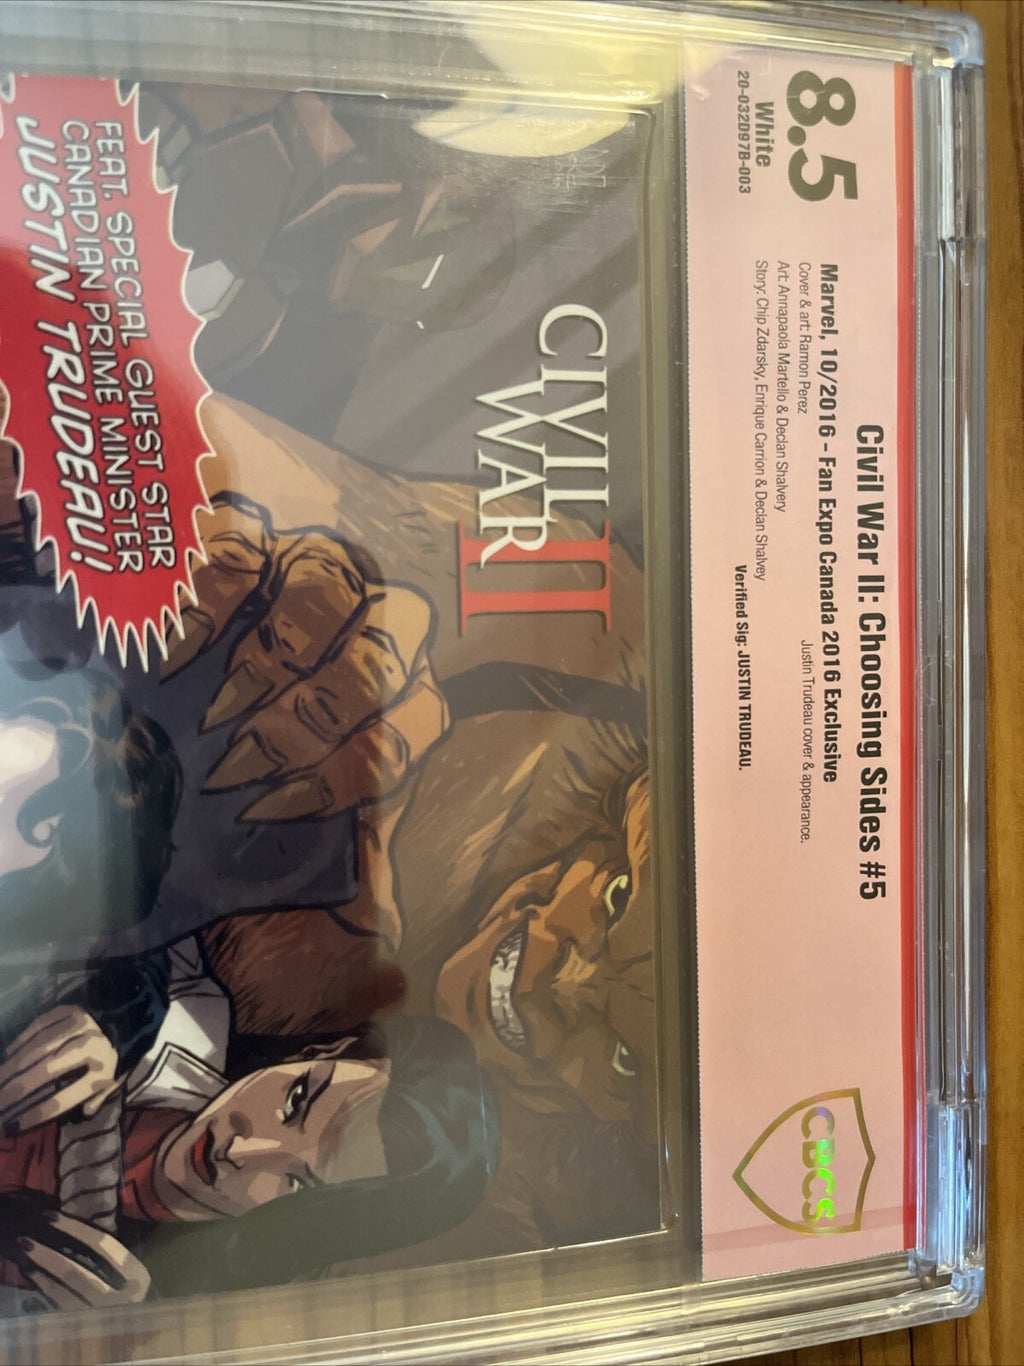 8.5
White
20-032D97B-003
Civil War II: Choosing Sides #5
Marvel, 10/2016 - Fan Expo Canada 2016 Exclusive
Cover & art: Ramon Perez
Justin Trudeau cover & appearance.
Art: Annapaola Martello & Declan Shalvery
Story: Chip Zdarsky, Enrique Carrion & Declan Shalvey
Verified Sig: JUSTIN TRUDEAU.
CBCS
CIVIL
WAR
II
FEAT. SPECIAL GUEST STAR
CANADIAN PRIME MINISTER
JUSTIN TRUDEAU!